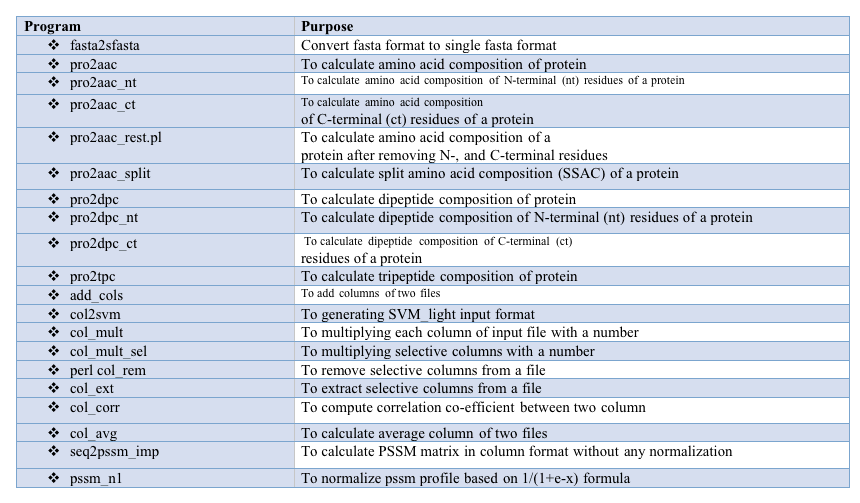 Program Purpose
❖ fasta2sfasta Convert fasta format to single fasta format
❖ pro2aac To calculate amino acid composition of protein
❖ pro2aac_nt To calculate amino acid composition of N-terminal (nt) residues of a protein
❖ pro2aac_ct To calculate amino acid composition
of C-terminal (ct) residues of a protein
❖ pro2aac_rest.pl To calculate amino acid composition of a
protein after removing N-, and C-terminal residues
❖ pro2aac_split To calculate split amino acid composition (SSAC) of a protein
❖ pro2dpc To calculate dipeptide composition of protein
❖ pro2dpc_nt To calculate dipeptide composition of N-terminal (nt) residues of a protein
❖ pro2dpc_ct To calculate dipeptide composition of C-terminal (ct)
residues of a protein
❖ pro2tpc To calculate tripeptide composition of protein
❖ add_cols To add columns of two files
❖ col2svm To generating SVM_light input format
❖ col_mult To multiplying each column of input file with a number
❖ col_mult_sel To multiplying selective columns with a number
❖ perl col_rem To remove selective columns from a file
❖ col_ext To extract selective columns from a file
❖ col_corr To compute correlation co-efficient between two column
❖ col_avg To calculate average column of two files
❖ seq2pssm_imp To calculate PSSM matrix in column format without any normalization
❖ pssm_n1 To normalize pssm profile based on 1/(1+e-x) formula